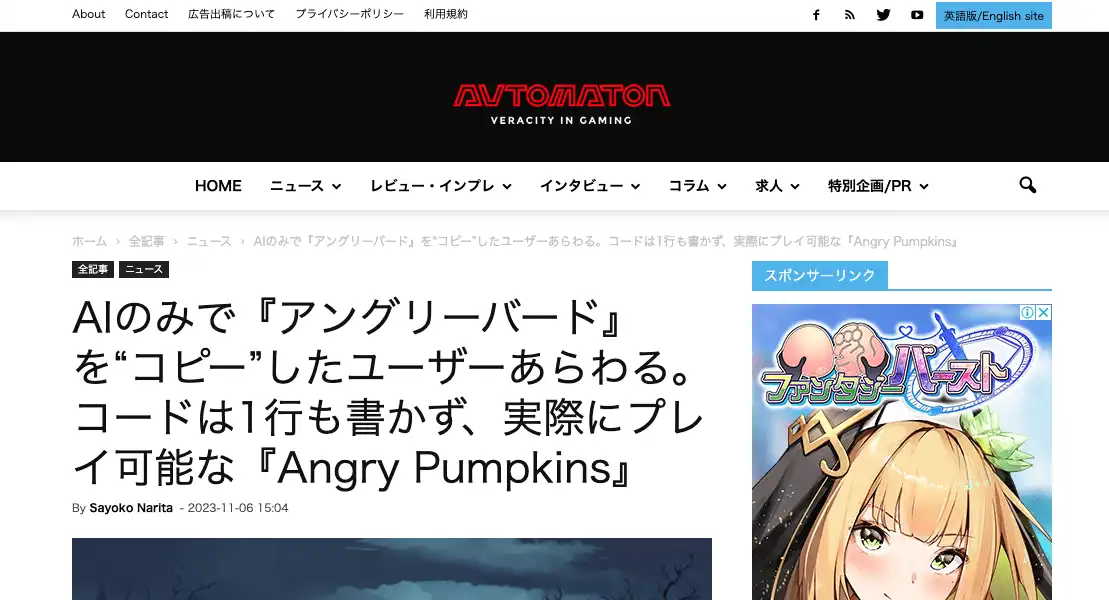 About Contact 広告出稿について プライバシーポリシー 利用規約
英語版/English site
AUTOMATON
VERACITY IN GAMING
HOME ニュース レビュー・インプレ インタビュー コラム 求人 特別企画/PR
ホーム › 全記事 › ニュース › AIのみで『アングリーバード』を“コピー”したユーザーあらわる。コードは1行も書かず、実際にプレイ可能な『Angry Pumpkins』
全記事 ニュース
スポンサーリンク
AIのみで『アングリーバード』
を“コピー”したユーザーあらわる。
コードは1行も書かず、実際にプレ
イ可能な『Angry Pumpkins』
By Sayoko Narita - 2023-11-06 15:04
ファンタジーバースト